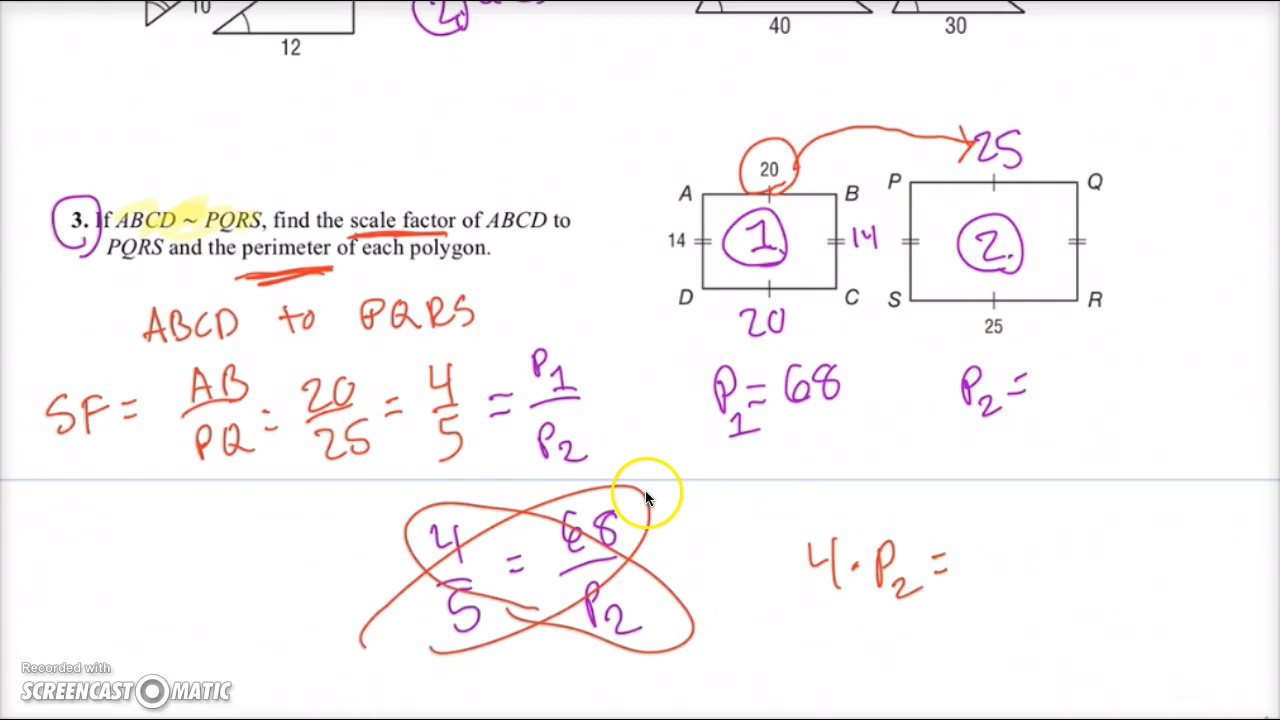 10
12
2
40
30
3. If ABCD ~ PQRS, find the scale factor of ABCD to
PQRS and the perimeter of each polygon.
ABCD to PQRS
SF = AB/PQ = 20/25 = 4/5 = P1/P2
4/5 = 68/P2
20
A
B
14
14
1
D
C
20
P1 = 68
25
P
Q
2.
S
R
25
P2 =
4 · P2 =
Recorded with
SCREENCAST MATIC